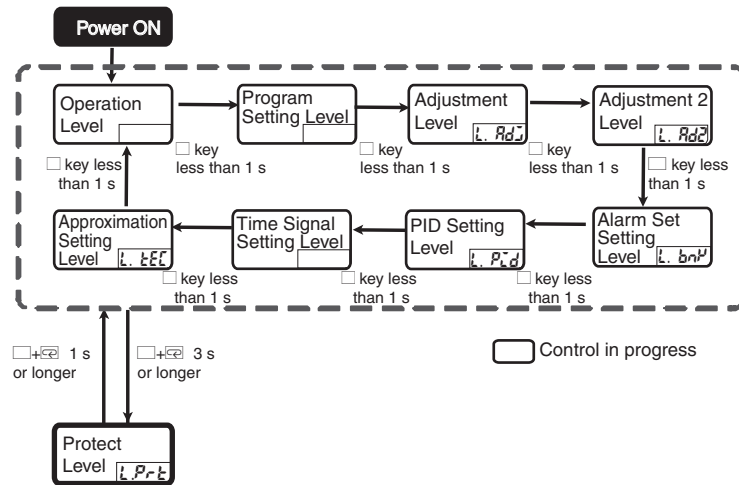 Power ON
Operation
Level
Program
Setting Level
Adjustment
Level
L. Adj
Adjustment 2
Level
L. Ad2
key less
than 1 s
key
less than 1 s
key
less than 1 s
key
less than 1 s
key less
than 1 s
Approximation
Setting
Level
L. tEC
Time Signal
Setting Level
PID Setting
Level
L. Pid
Alarm Set
Setting
Level
L. bnk
key less
than 1 s
key less
than 1 s
key less
than 1 s
+ 1 s
or longer
+ 3 s
or longer
Control in progress
Protect
Level
L.Prt